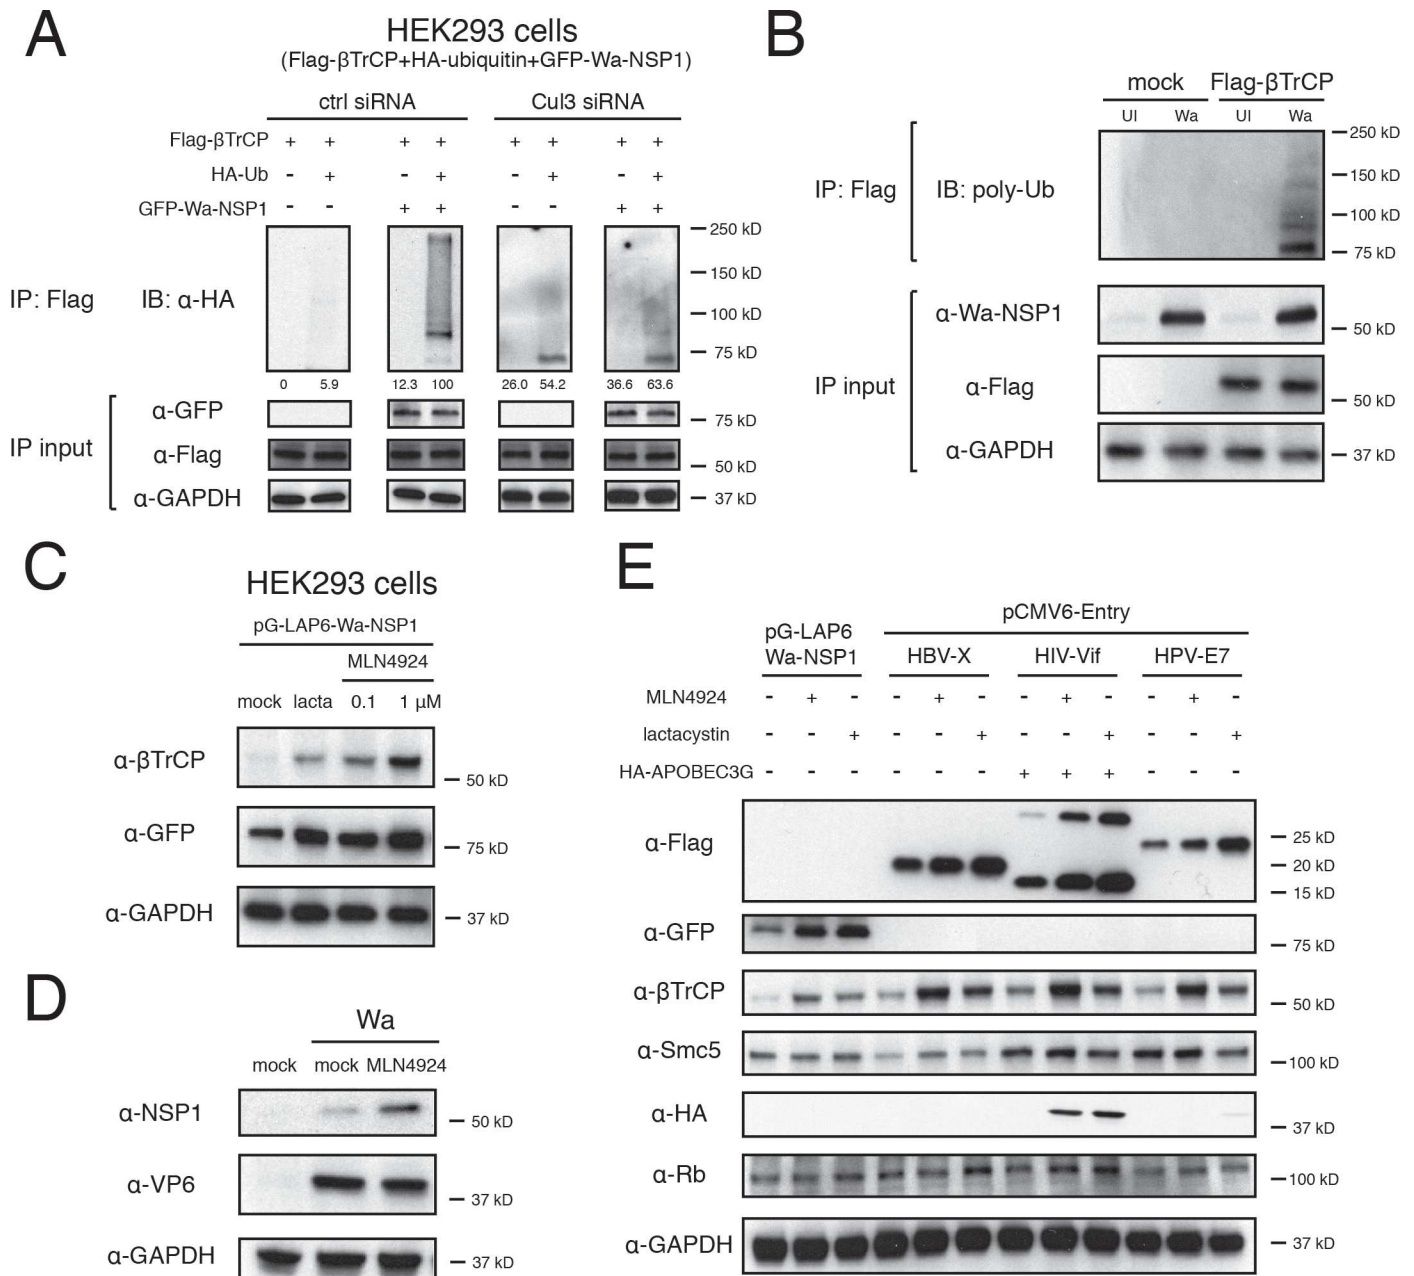 A
HEK293 cells
(Flag-βTrCP+HA-ubiquitin+GFP-Wa-NSP1)
ctrl siRNA Cul3 siRNA
Flag-βTrCP + + + + + + + +
HA-Ub - + - + - + - +
GFP-Wa-NSP1 - - + + - - + +
IP: Flag IB: α-HA
250 kD
150 kD
100 kD
75 kD
0 5.9 12.3 100 26.0 54.2 36.6 63.6
IP input
α-GFP 75 kD
α-Flag 50 kD
α-GAPDH 37 kD
B
mock Flag-βTrCP
UI Wa UI Wa
IP: Flag IB: poly-Ub
250 kD
150 kD
100 kD
75 kD
IP input
α-Wa-NSP1 50 kD
α-Flag 50 kD
α-GAPDH 37 kD
C
HEK293 cells
pG-LAP6-Wa-NSP1
MLN4924
mock lacta 0.1 1 μM
α-βTrCP 50 kD
α-GFP 75 kD
α-GAPDH 37 kD
D
Wa
mock mock MLN4924
α-NSP1 50 kD
α-VP6 37 kD
α-GAPDH 37 kD
E
pCMV6-Entry
pG-LAP6
Wa-NSP1 HBV-X HIV-Vif HPV-E7
MLN4924 - + - - + - - + - - + -
lactacystin - - + - - + - - + - - +
HA-APOBEC3G - - - - - - + + + - - -
α-Flag
25 kD
20 kD
15 kD
α-GFP 75 kD
α-βTrCP 50 kD
α-Smc5 100 kD
α-HA 37 kD
α-Rb 100 kD
α-GAPDH 37 kD